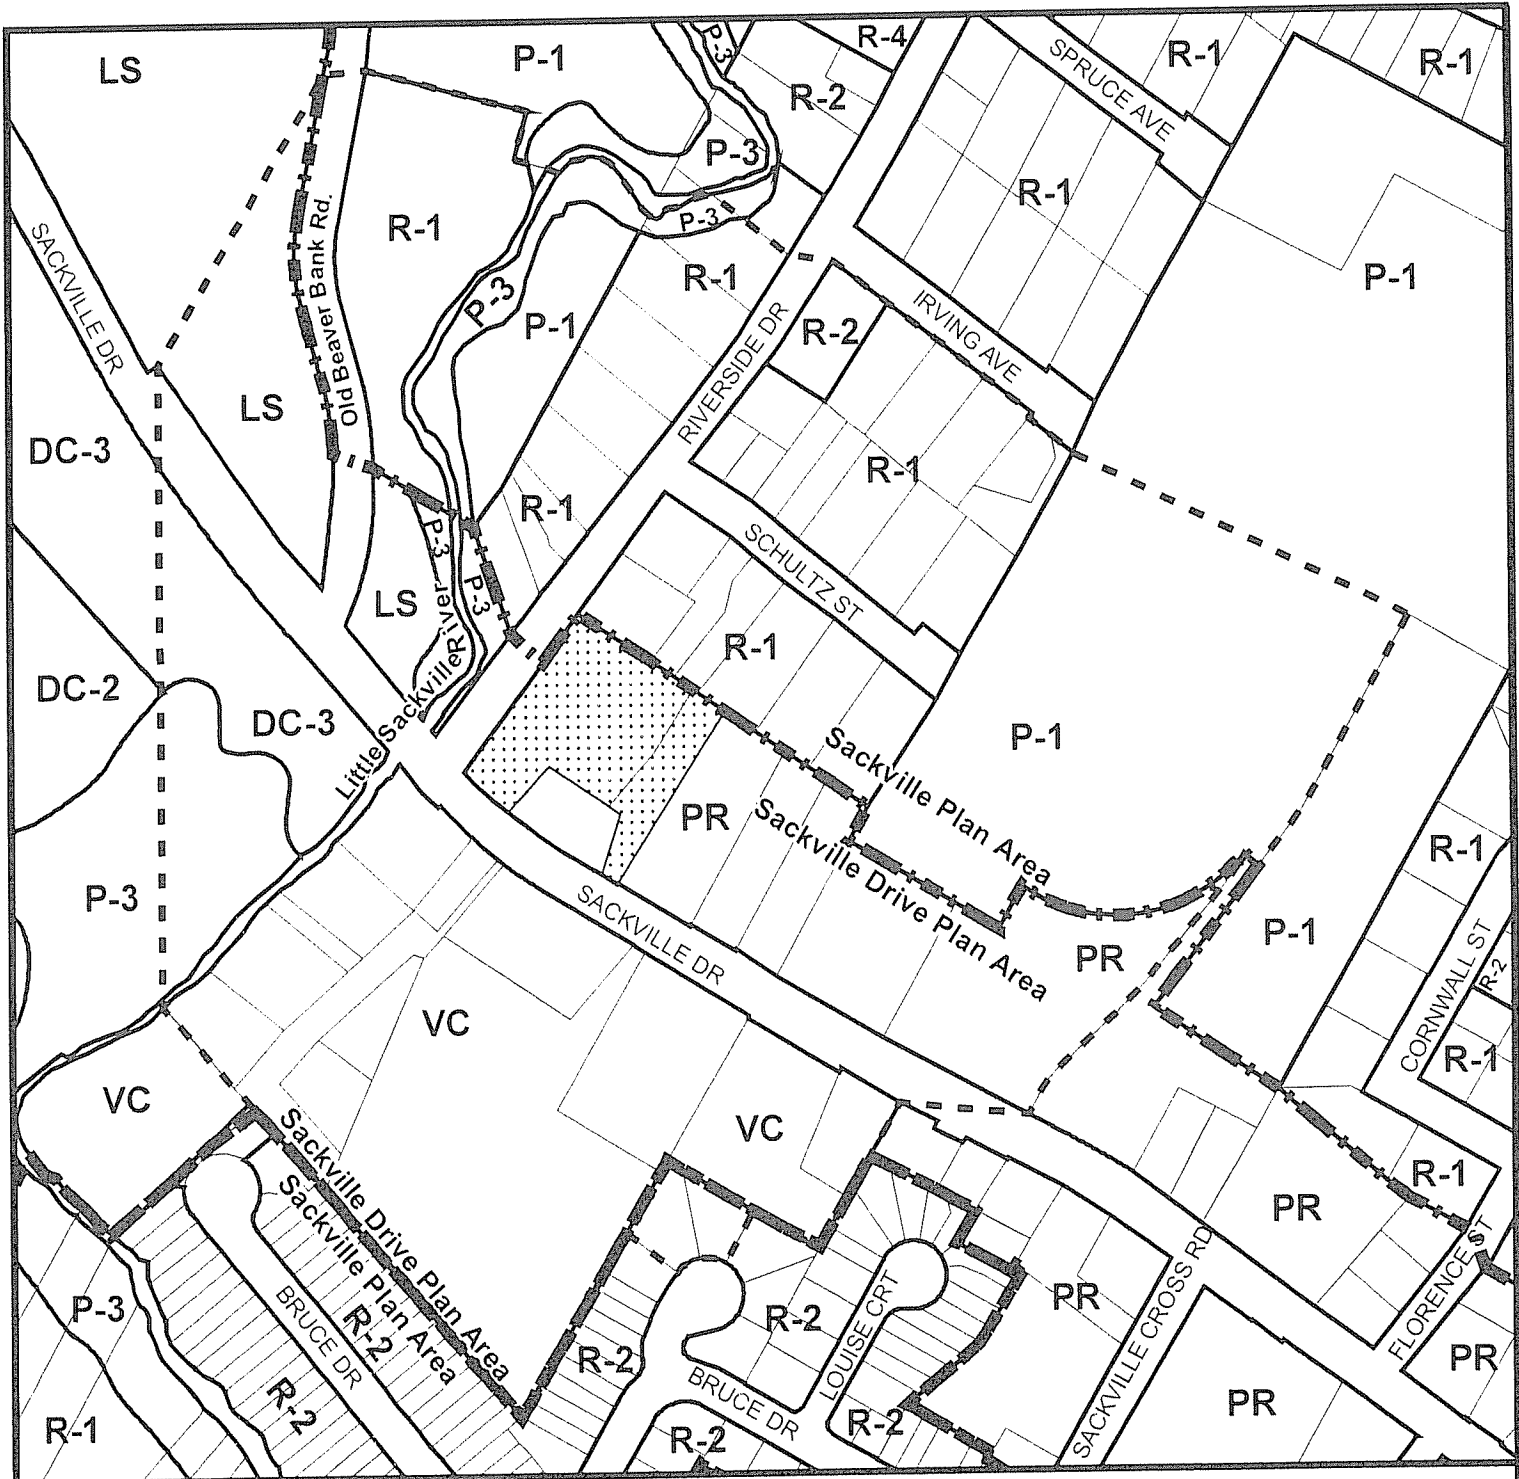 LS
P-1
P-3
R-4
SPRUCE AVE
R-1
R-1
R-2
P-3
R-1
P-1
SACKVILLE DR
Old Beaver Bank Rd.
R-1
P-3
R-1
P-3
P-1
RIVERSIDE DR
R-2
IRVING AVE
DC-3
LS
R-1
R-1
SCHULTZ ST
P-3
P-3
LS
R-1
DC-2
DC-3
Little Sackville River
P-1
Sackville Plan Area
Sackville Drive Plan Area
PR
R-1
P-3
SACKVILLE DR
PR
P-1
CORNWALL ST
R-2
R-1
VC
VC
VC
Sackville Drive Plan Area
Sackville Plan Area
R-1
PR
FLORENCE ST
P-3
BRUCE DR
R-2
R-2
R-2
LOUISE CRT
PR
SACKVILLE CROSS RD
PR
R-1
R-2
BRUCE DR
R-2
R-2
PR